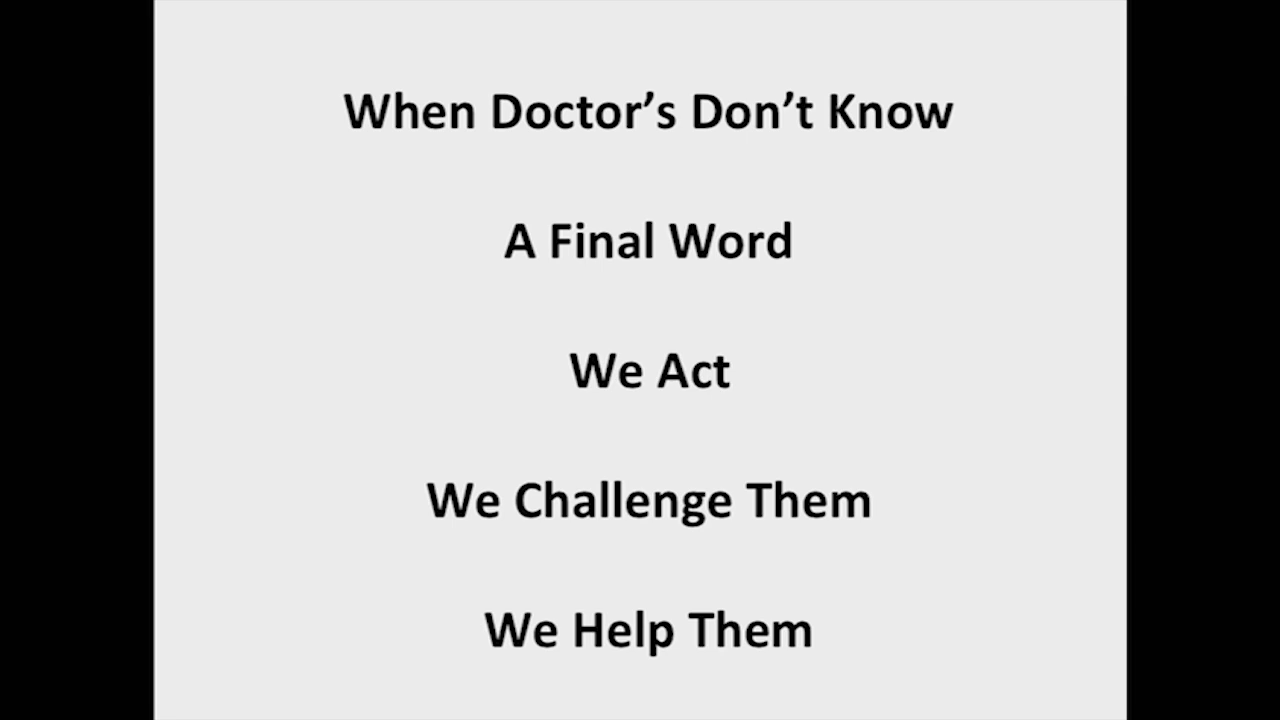 When Doctor’s Don’t Know
A Final Word
We Act
We Challenge Them
We Help Them